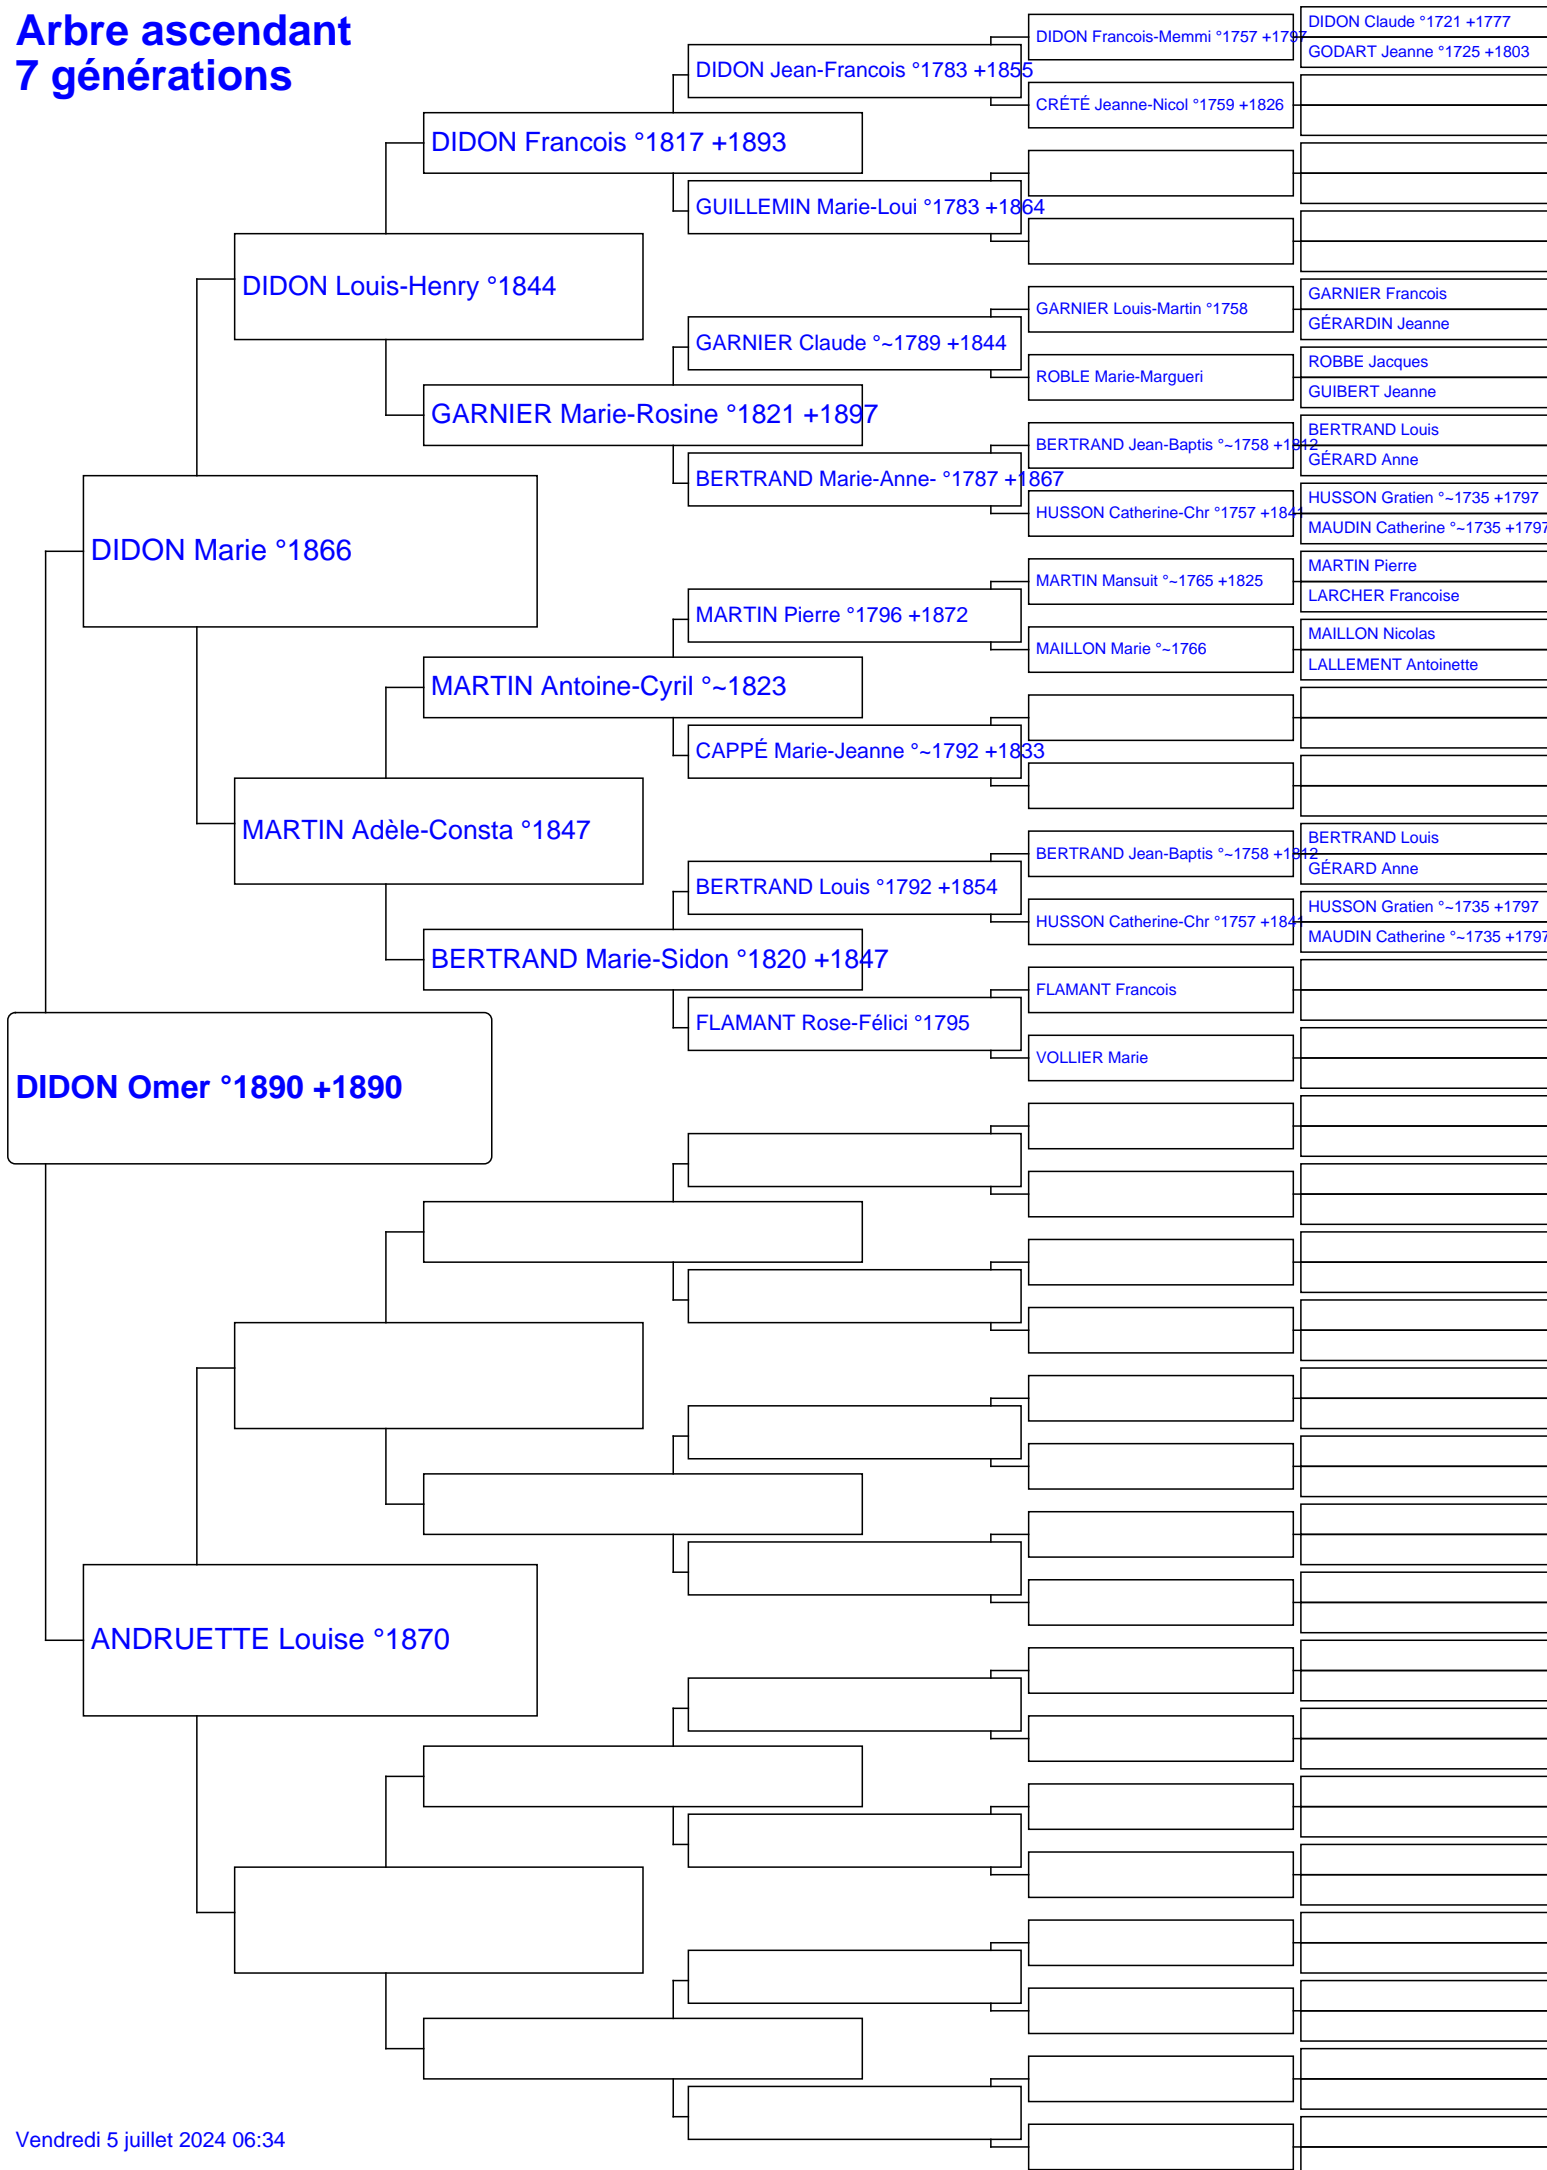 Arbre ascendant
7 générations
DIDON Omer °1890 +1890
DIDON Marie °1866
ANDRUETTE Louise °1870
DIDON Louis-Henry °1844
MARTIN Adèle-Consta °1847
DIDON Francois °1817 +1893
GARNIER Marie-Rosine °1821 +1897
MARTIN Antoine-Cyril °~1823
BERTRAND Marie-Sidon °1820 +1847
DIDON Jean-Francois °1783 +1855
GUILLEMIN Marie-Loui °1783 +1864
GARNIER Claude °~1789 +1844
BERTRAND Marie-Anne- °1787 +1867
MARTIN Pierre °1796 +1872
CAPPÉ Marie-Jeanne °~1792 +1833
BERTRAND Louis °1792 +1854
FLAMANT Rose-Félici °1795
DIDON Francois-Memmi °1757 +1797
CRÉTÉ Jeanne-Nicol °1759 +1826
GARNIER Louis-Martin °1758
ROBLE Marie-Margueri
BERTRAND Jean-Baptis °~1758 +1812
HUSSON Catherine-Chr °1757 +1841
MARTIN Mansuit °~1765 +1825
MAILLON Marie °~1766
BERTRAND Jean-Baptis °~1758 +1812
HUSSON Catherine-Chr °1757 +1841
FLAMANT Francois
VOLLIER Marie
DIDON Claude °1721 +1777
GODART Jeanne °1725 +1803
GARNIER Francois
GÉRARDIN Jeanne
ROBBE Jacques
GUIBERT Jeanne
BERTRAND Louis
GÉRARD Anne
HUSSON Gratien °~1735 +1797
MAUDIN Catherine °~1735 +1797
MARTIN Pierre
LARCHER Francoise
MAILLON Nicolas
LALLEMENT Antoinette
BERTRAND Louis
GÉRARD Anne
HUSSON Gratien °~1735 +1797
MAUDIN Catherine °~1735 +1797
Vendredi 5 juillet 2024 06:34